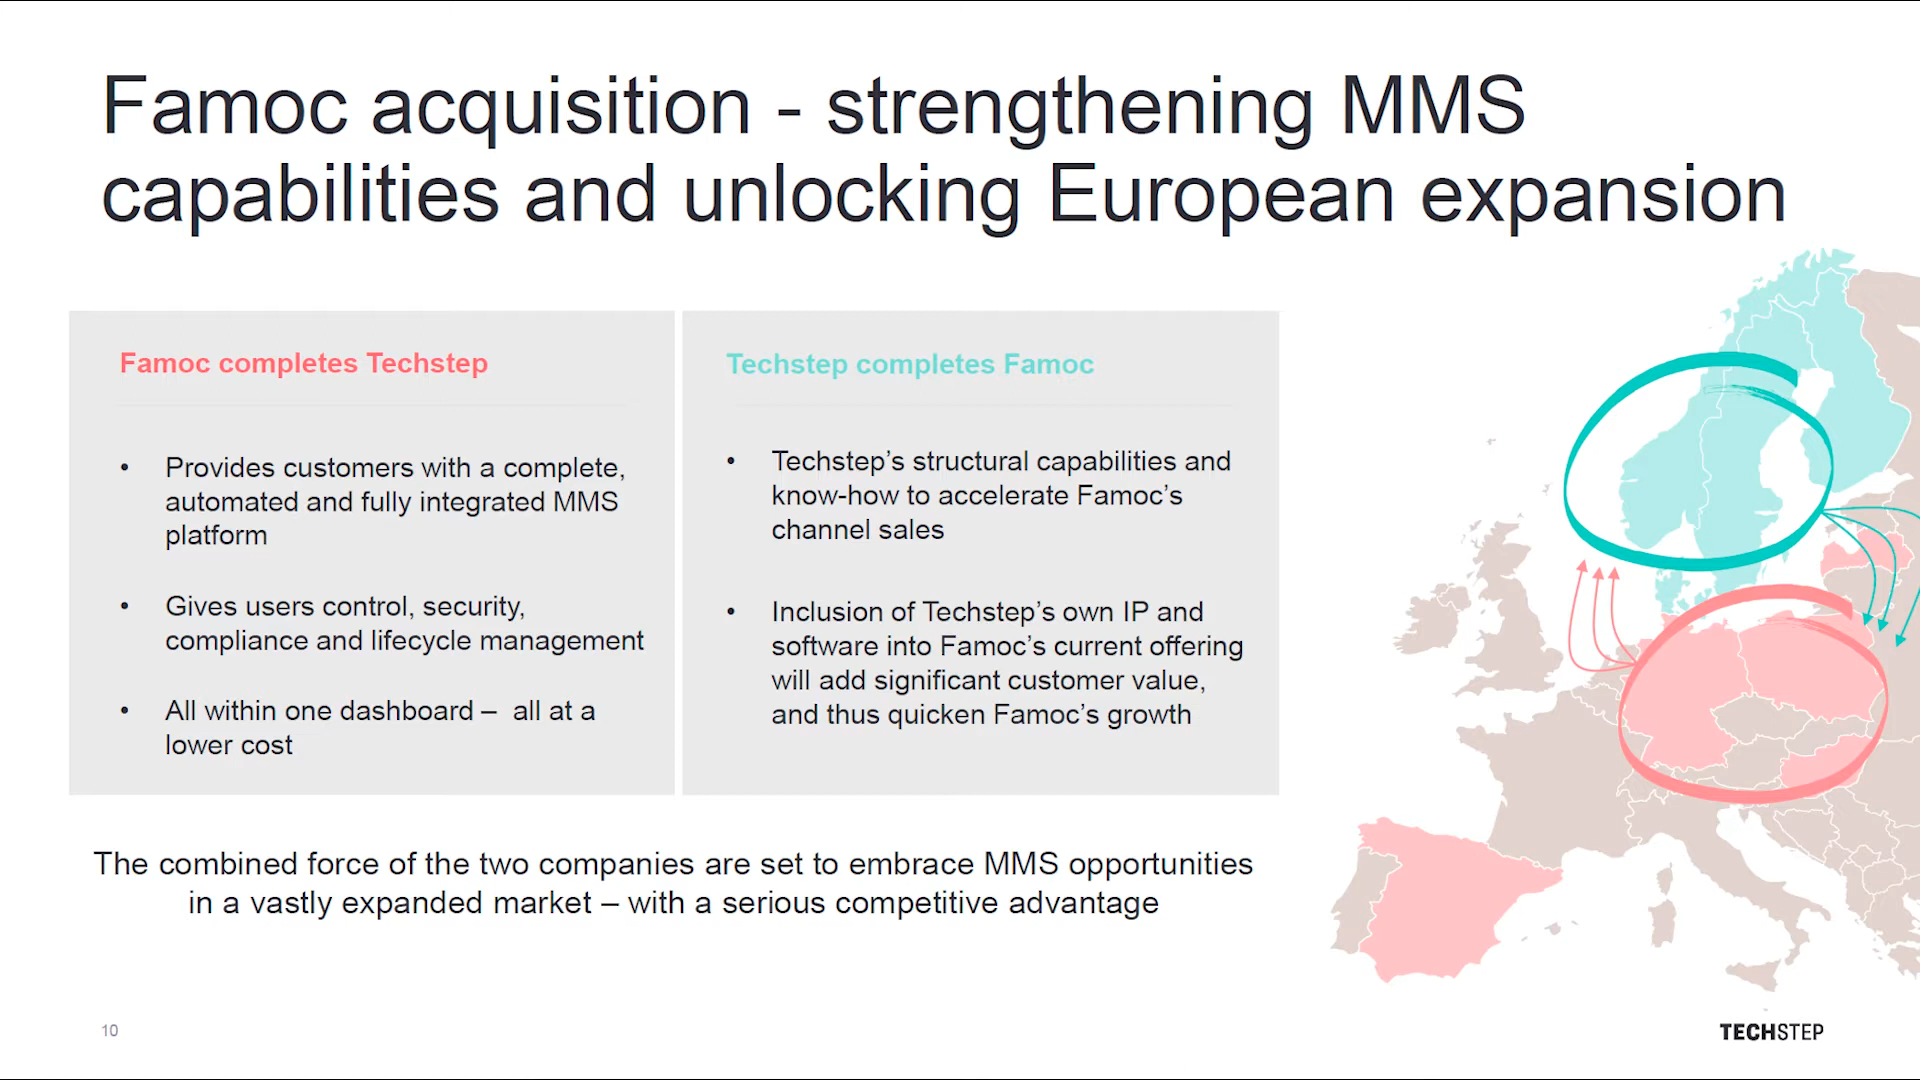 Famoc acquisition - strengthening MMS
capabilities and unlocking European expansion
Famoc completes Techstep
• Provides customers with a complete,
automated and fully integrated MMS
platform
• Gives users control, security,
compliance and lifecycle management
• All within one dashboard –  all at a
lower cost
Techstep completes Famoc
• Techstep’s structural capabilities and
know-how to accelerate Famoc’s
channel sales
• Inclusion of Techstep’s own IP and
software into Famoc’s current offering
will add significant customer value,
and thus quicken Famoc’s growth
The combined force of the two companies are set to embrace MMS opportunities
in a vastly expanded market – with a serious competitive advantage
10
TECHSTEP